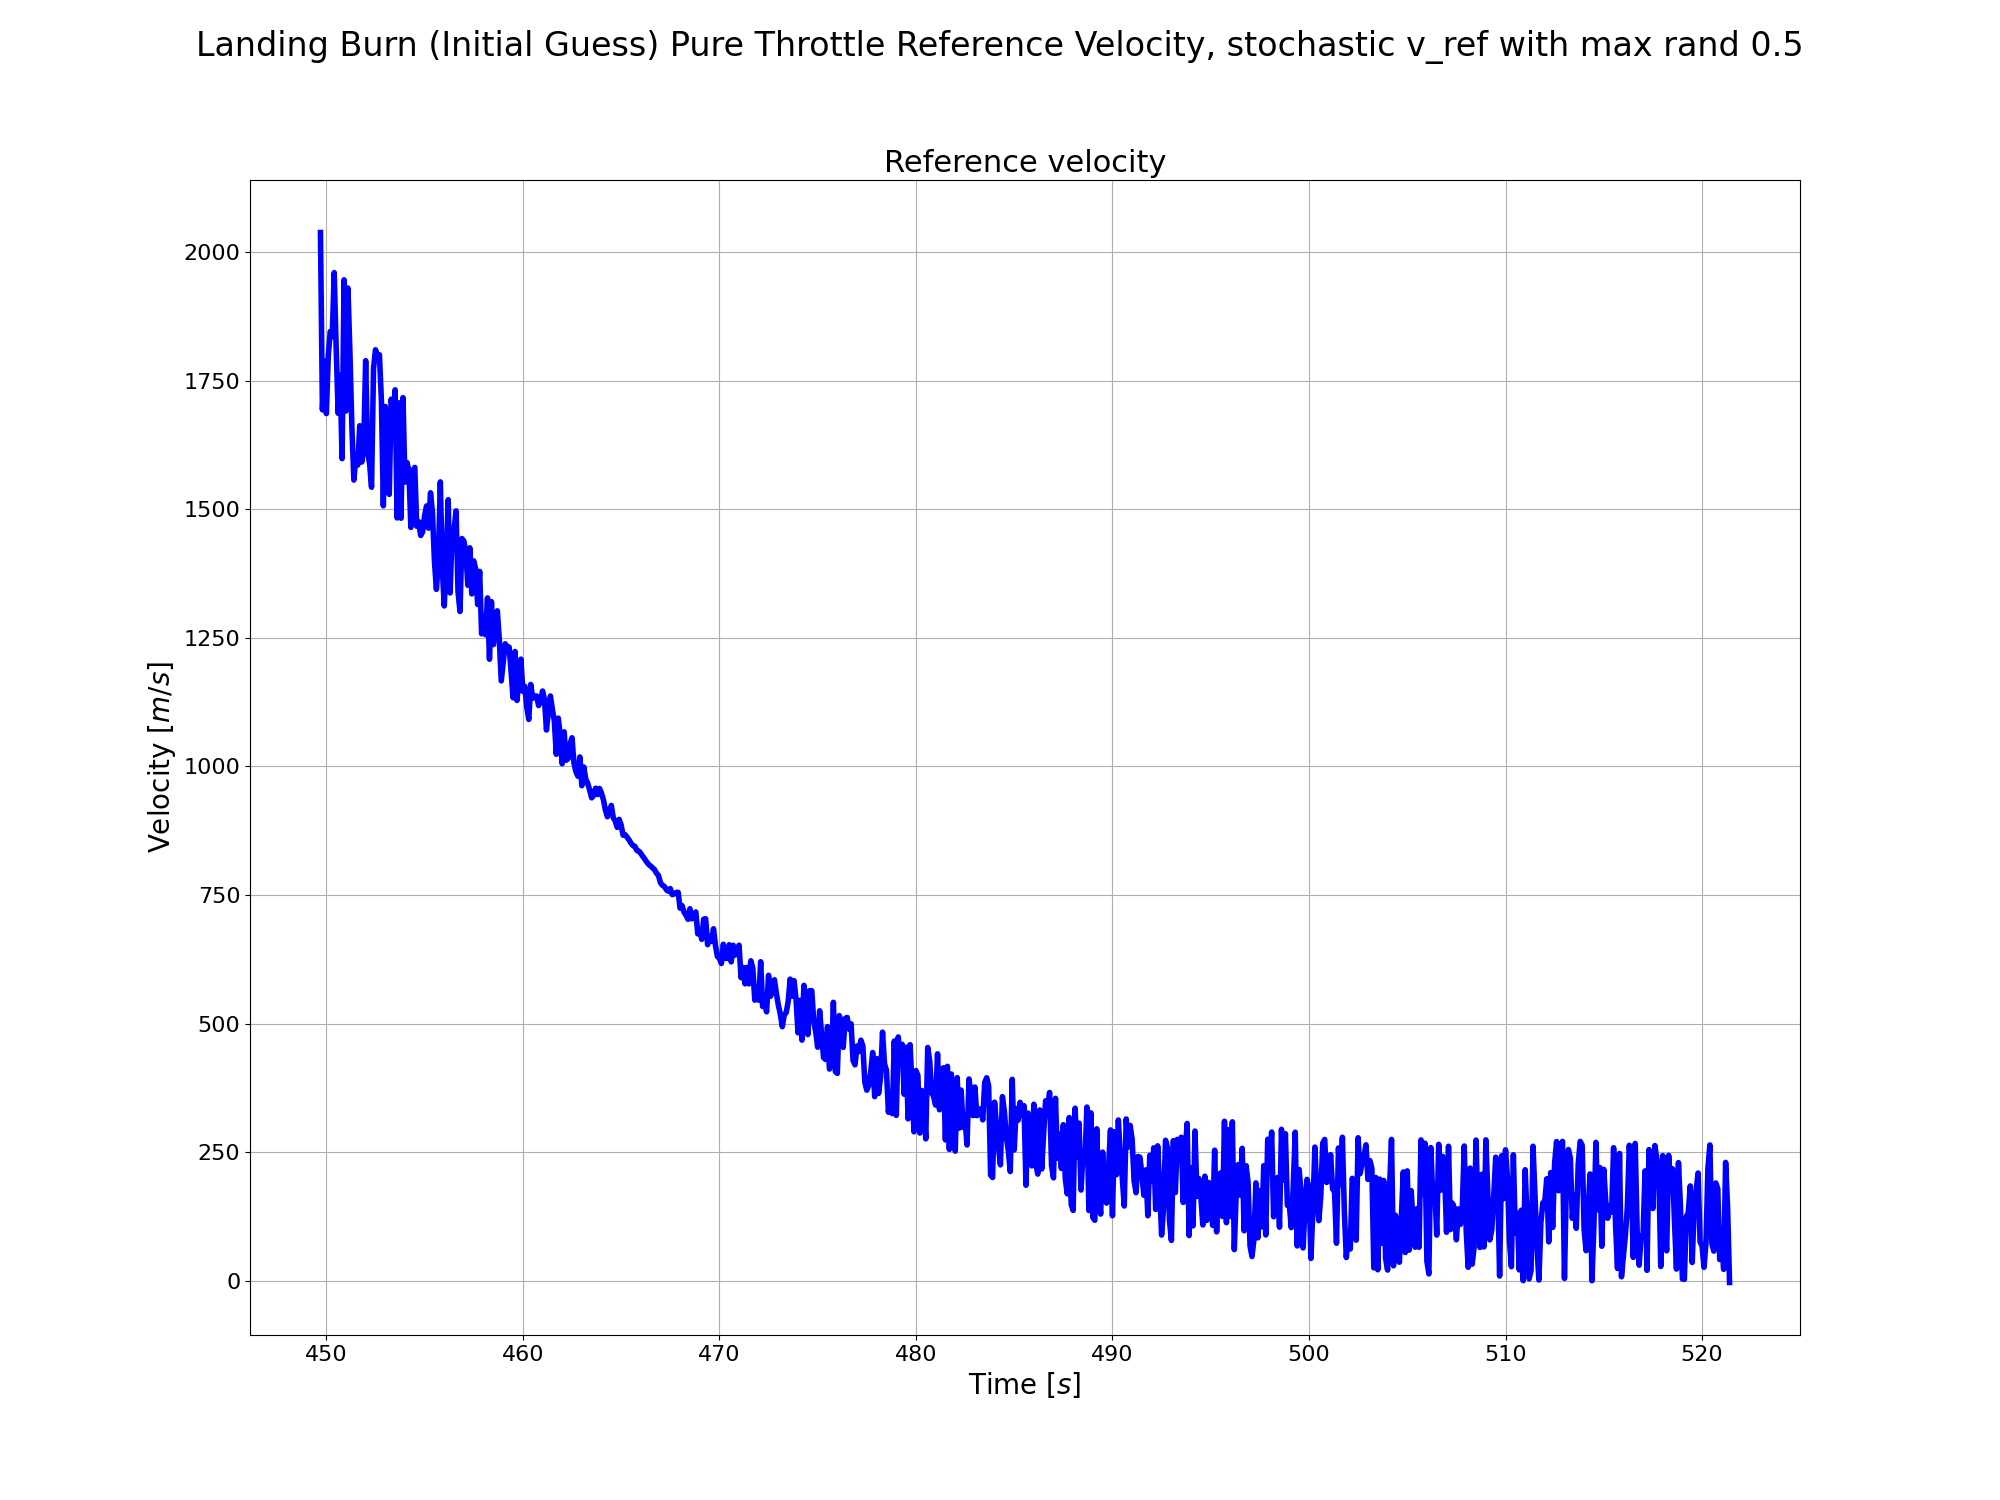 Landing Burn (Initial Guess) Pure Throttle Reference Velocity, stochastic v_ref with max rand 0.5
Reference velocity
Velocity [m/s]
2000
1750
1500
1250
1000
750
500
250
0
450 460 470 480 490 500 510 520
Time [s]